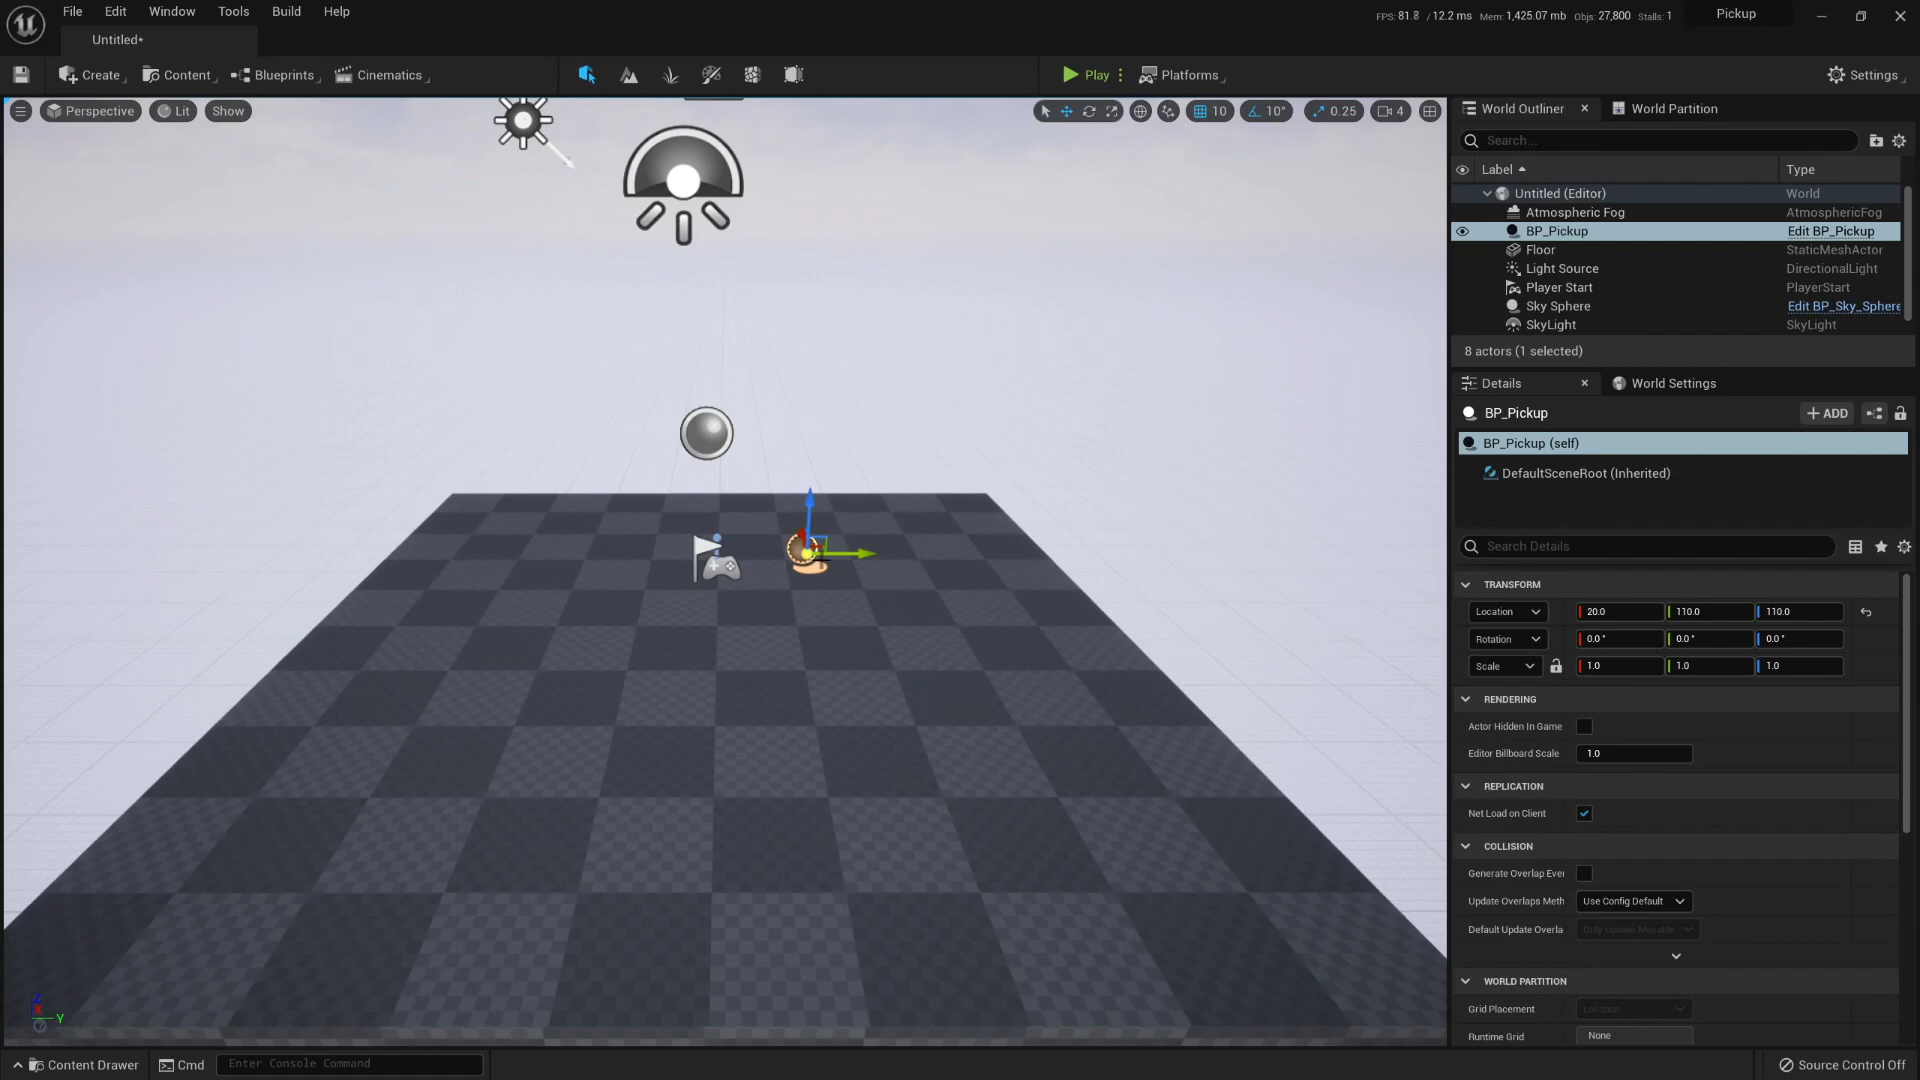 File Edit Window Tools Build Help
FPS: 81.8 / 12.2 ms Mem: 1,425.07 mb Objs: 27,800 Stalls: 1
Pickup
Untitled*
Create Content Blueprints Cinematics Play Platforms Settings
Perspective Lit Show
10 10° 0.25 4
World Outliner World Partition
Search...
Label Type
Untitled (Editor) World
Atmospheric Fog AtmosphericFog
BP_Pickup Edit BP_Pickup
Floor StaticMeshActor
Light Source DirectionalLight
Player Start PlayerStart
Sky Sphere Edit BP_Sky_Sphere
SkyLight SkyLight
8 actors (1 selected)
Details World Settings
BP_Pickup + ADD
BP_Pickup (self)
DefaultSceneRoot (Inherited)
Search Details
TRANSFORM
Location 20.0 110.0 110.0
Rotation 0.0 ° 0.0 ° 0.0 °
Scale 1.0 1.0 1.0
RENDERING
Actor Hidden In Game
Editor Billboard Scale 1.0
REPLICATION
Net Load on Client
COLLISION
Generate Overlap Eve
Update Overlaps Meth Use Config Default
Default Update Overla Only Update Movable
WORLD PARTITION
Grid Placement Location
Runtime Grid None
Z
X
Y
Content Drawer Cmd Enter Console Command Source Control Off